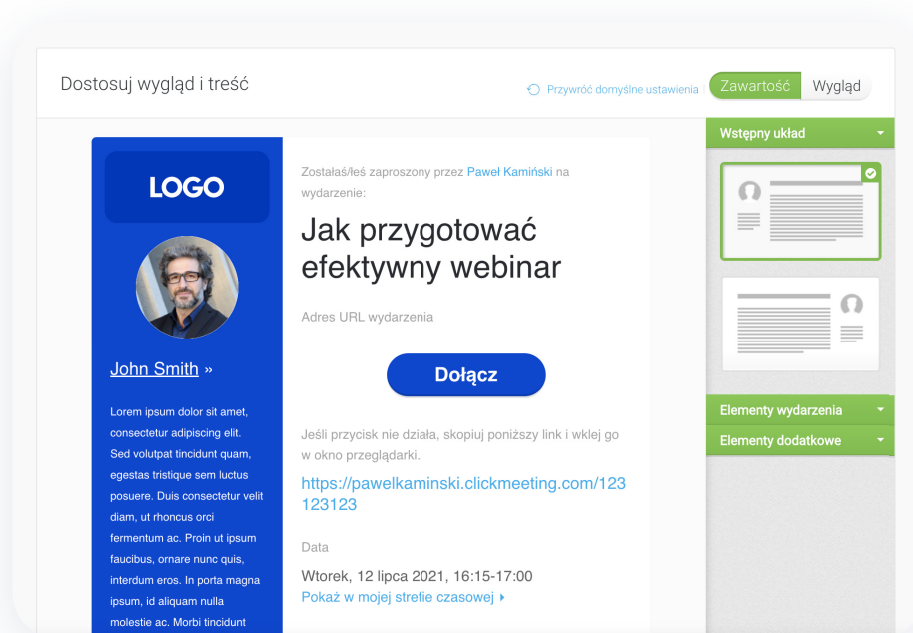 Dostosuj wygląd i treść
Przywróć domyślne ustawienia
Zawartość
Wygląd
LOGO
John Smith »
Lorem ipsum dolor sit amet,
consectetur adipiscing elit.
Sed volutpat tincidunt quam,
egestas tristique sem luctus
posuere. Duis consectetur velit
diam, ut rhoncus orci
fermentum ac. Proin ut ipsum
faucibus, ornare nunc quis,
interdum eros. In porta magna
ipsum, id aliquam nulla
molestie ac. Morbi tincidunt
Zostałaś/łeś zaproszony przez Paweł Kamiński na
wydarzenie:
Jak przygotować
efektywny webinar
Adres URL wydarzenia
Dołącz
Jeśli przycisk nie działa, skopiuj poniższy link i wklej go
w okno przeglądarki.
https://pawelkaminski.clickmeeting.com/123
123123
Data
Wtorek, 12 lipca 2021, 16:15-17:00
Pokaż w mojej strefie czasowej
Wstępny układ
Elementy wydarzenia
Elementy dodatkowe